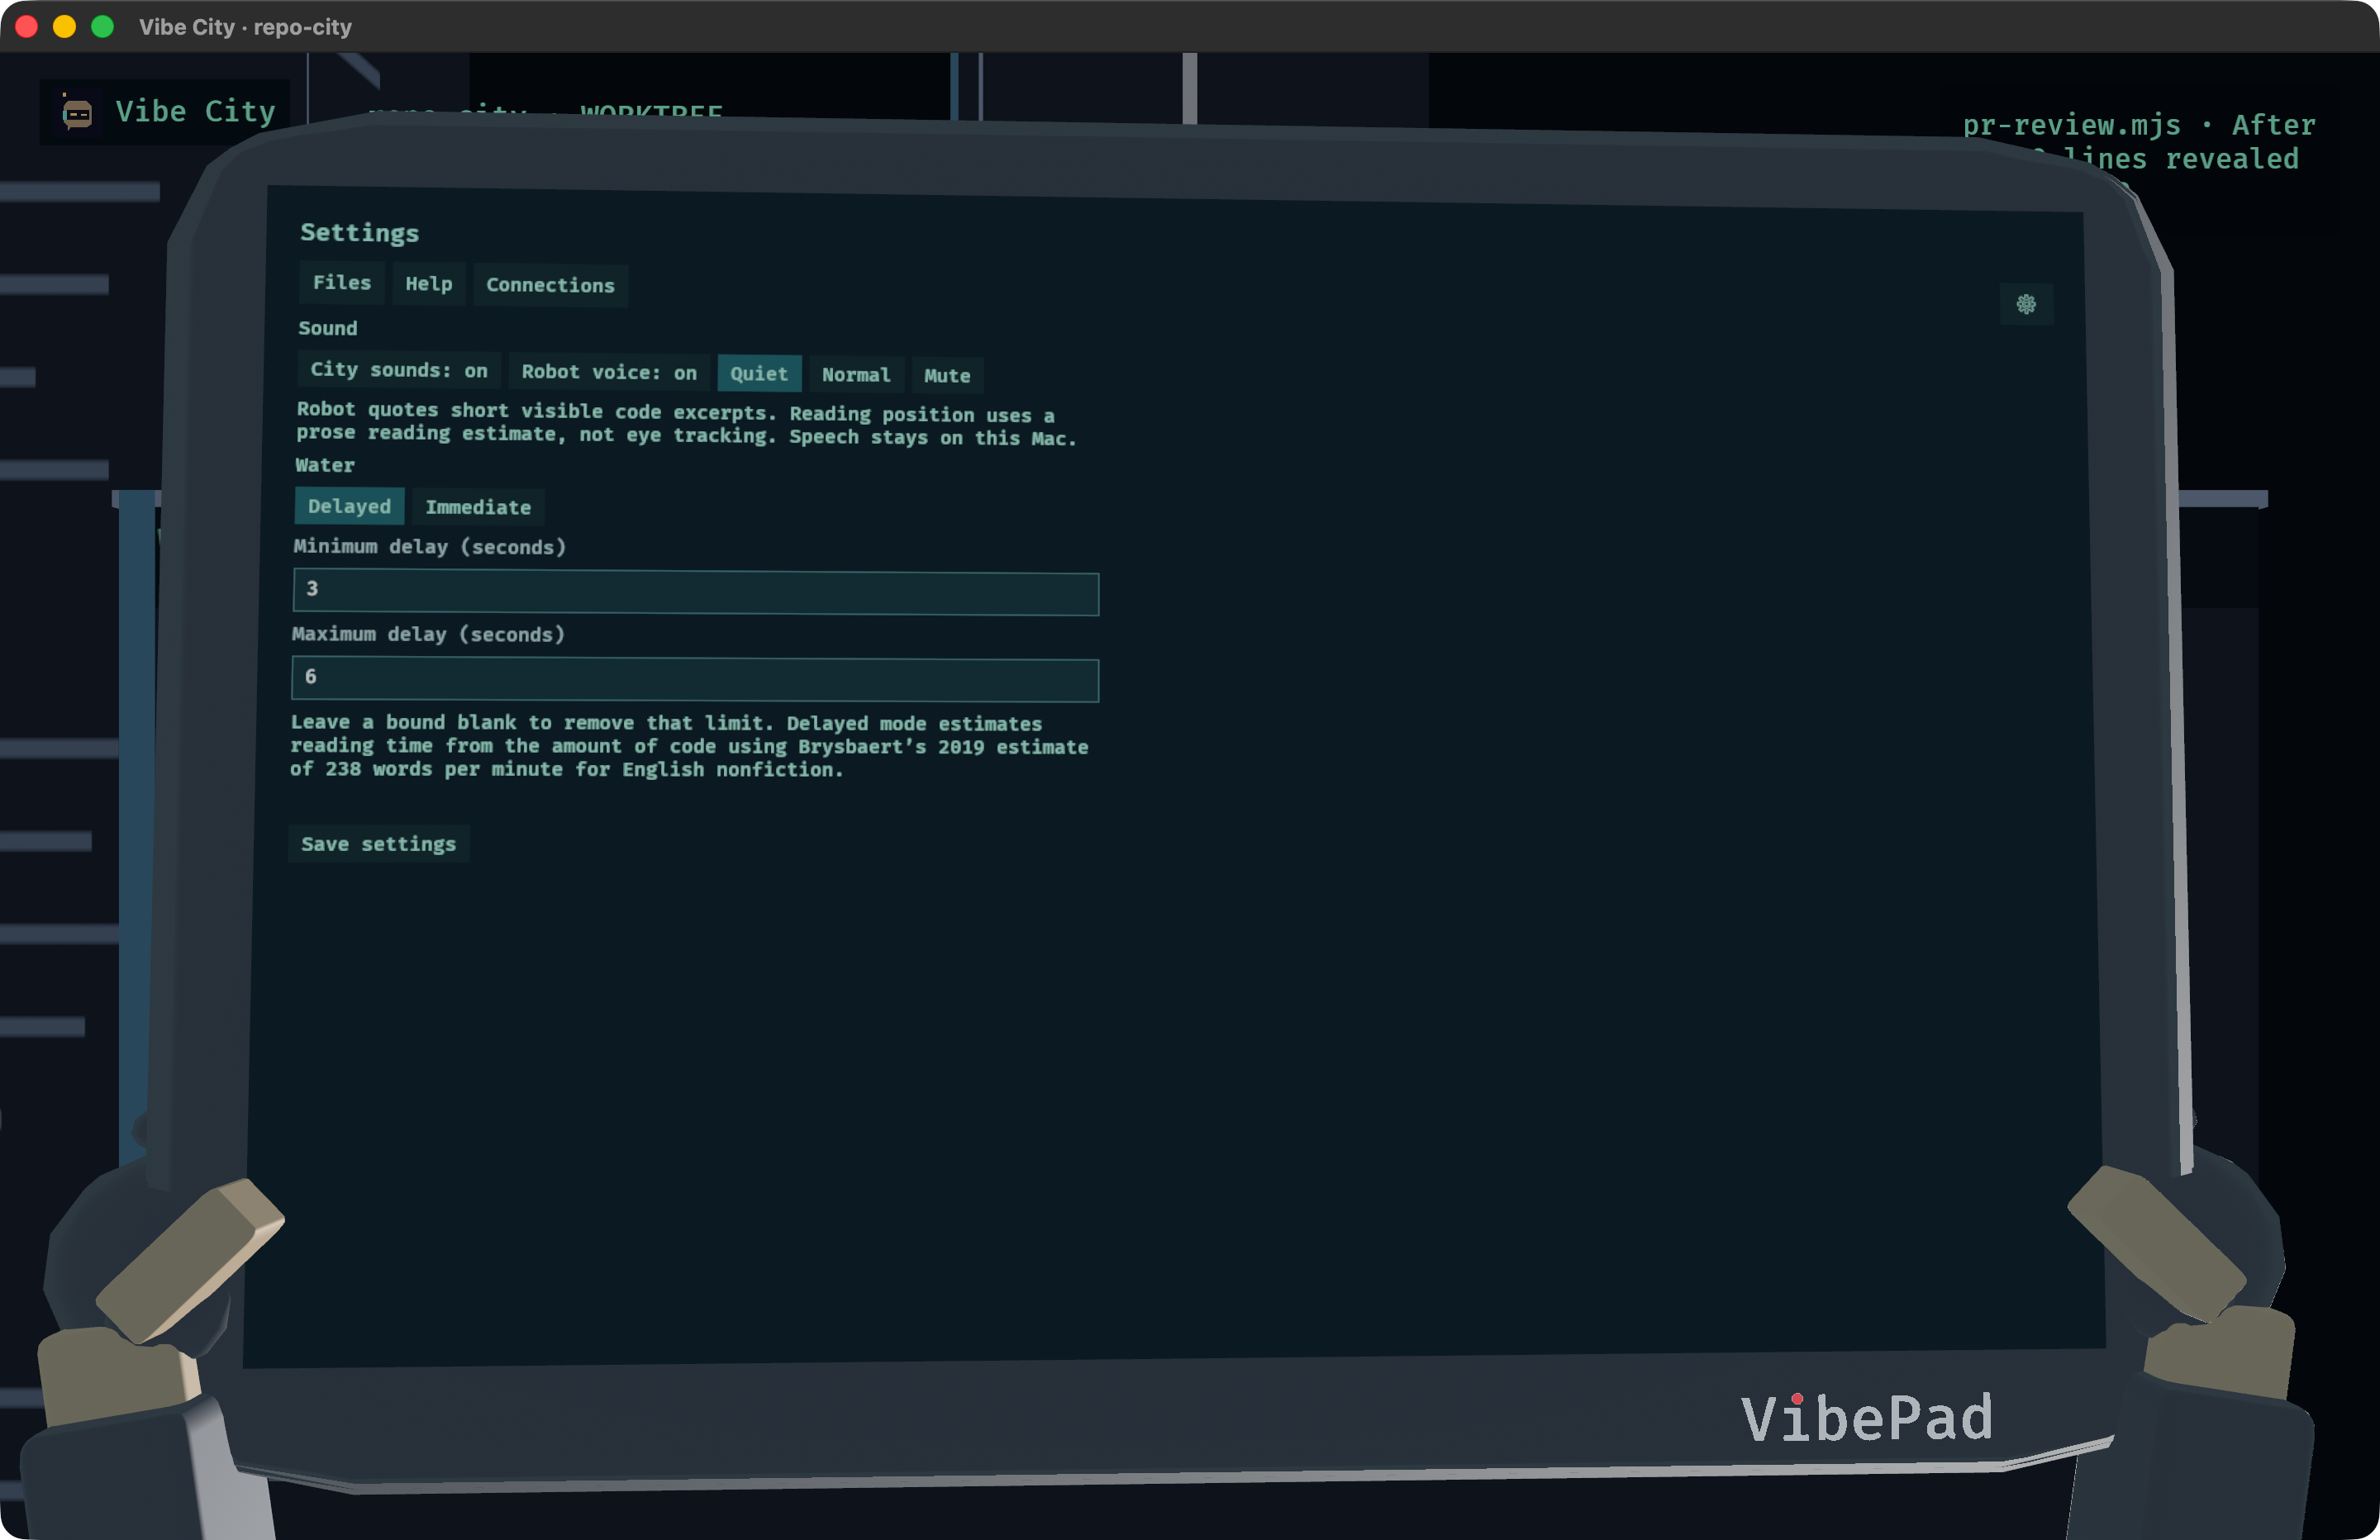 Vibe City · repo-city
Vibe City
repo-city · WORKTREE
pr-review.mjs · After
lines revealed
Settings
Files Help Connections
Sound
City sounds: on Robot voice: on Quiet Normal Mute
Robot quotes short visible code excerpts. Reading position uses a
prose reading estimate, not eye tracking. Speech stays on this Mac.
Water
Delayed Immediate
Minimum delay (seconds)
3
Maximum delay (seconds)
6
Leave a bound blank to remove that limit. Delayed mode estimates
reading time from the amount of code using Brysbaert's 2019 estimate
of 238 words per minute for English nonfiction.
Save settings
VibePad